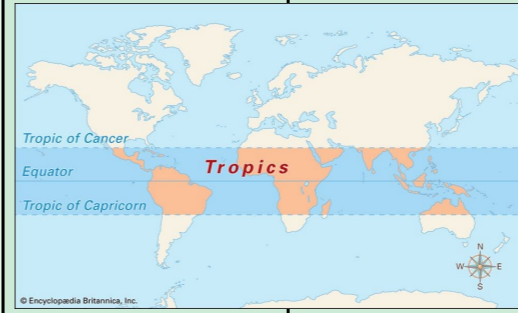 Tropic of Cancer
Tropics
Equator
Tropic of Capricorn
N
W E
S
© Encyclopædia Britannica, Inc.